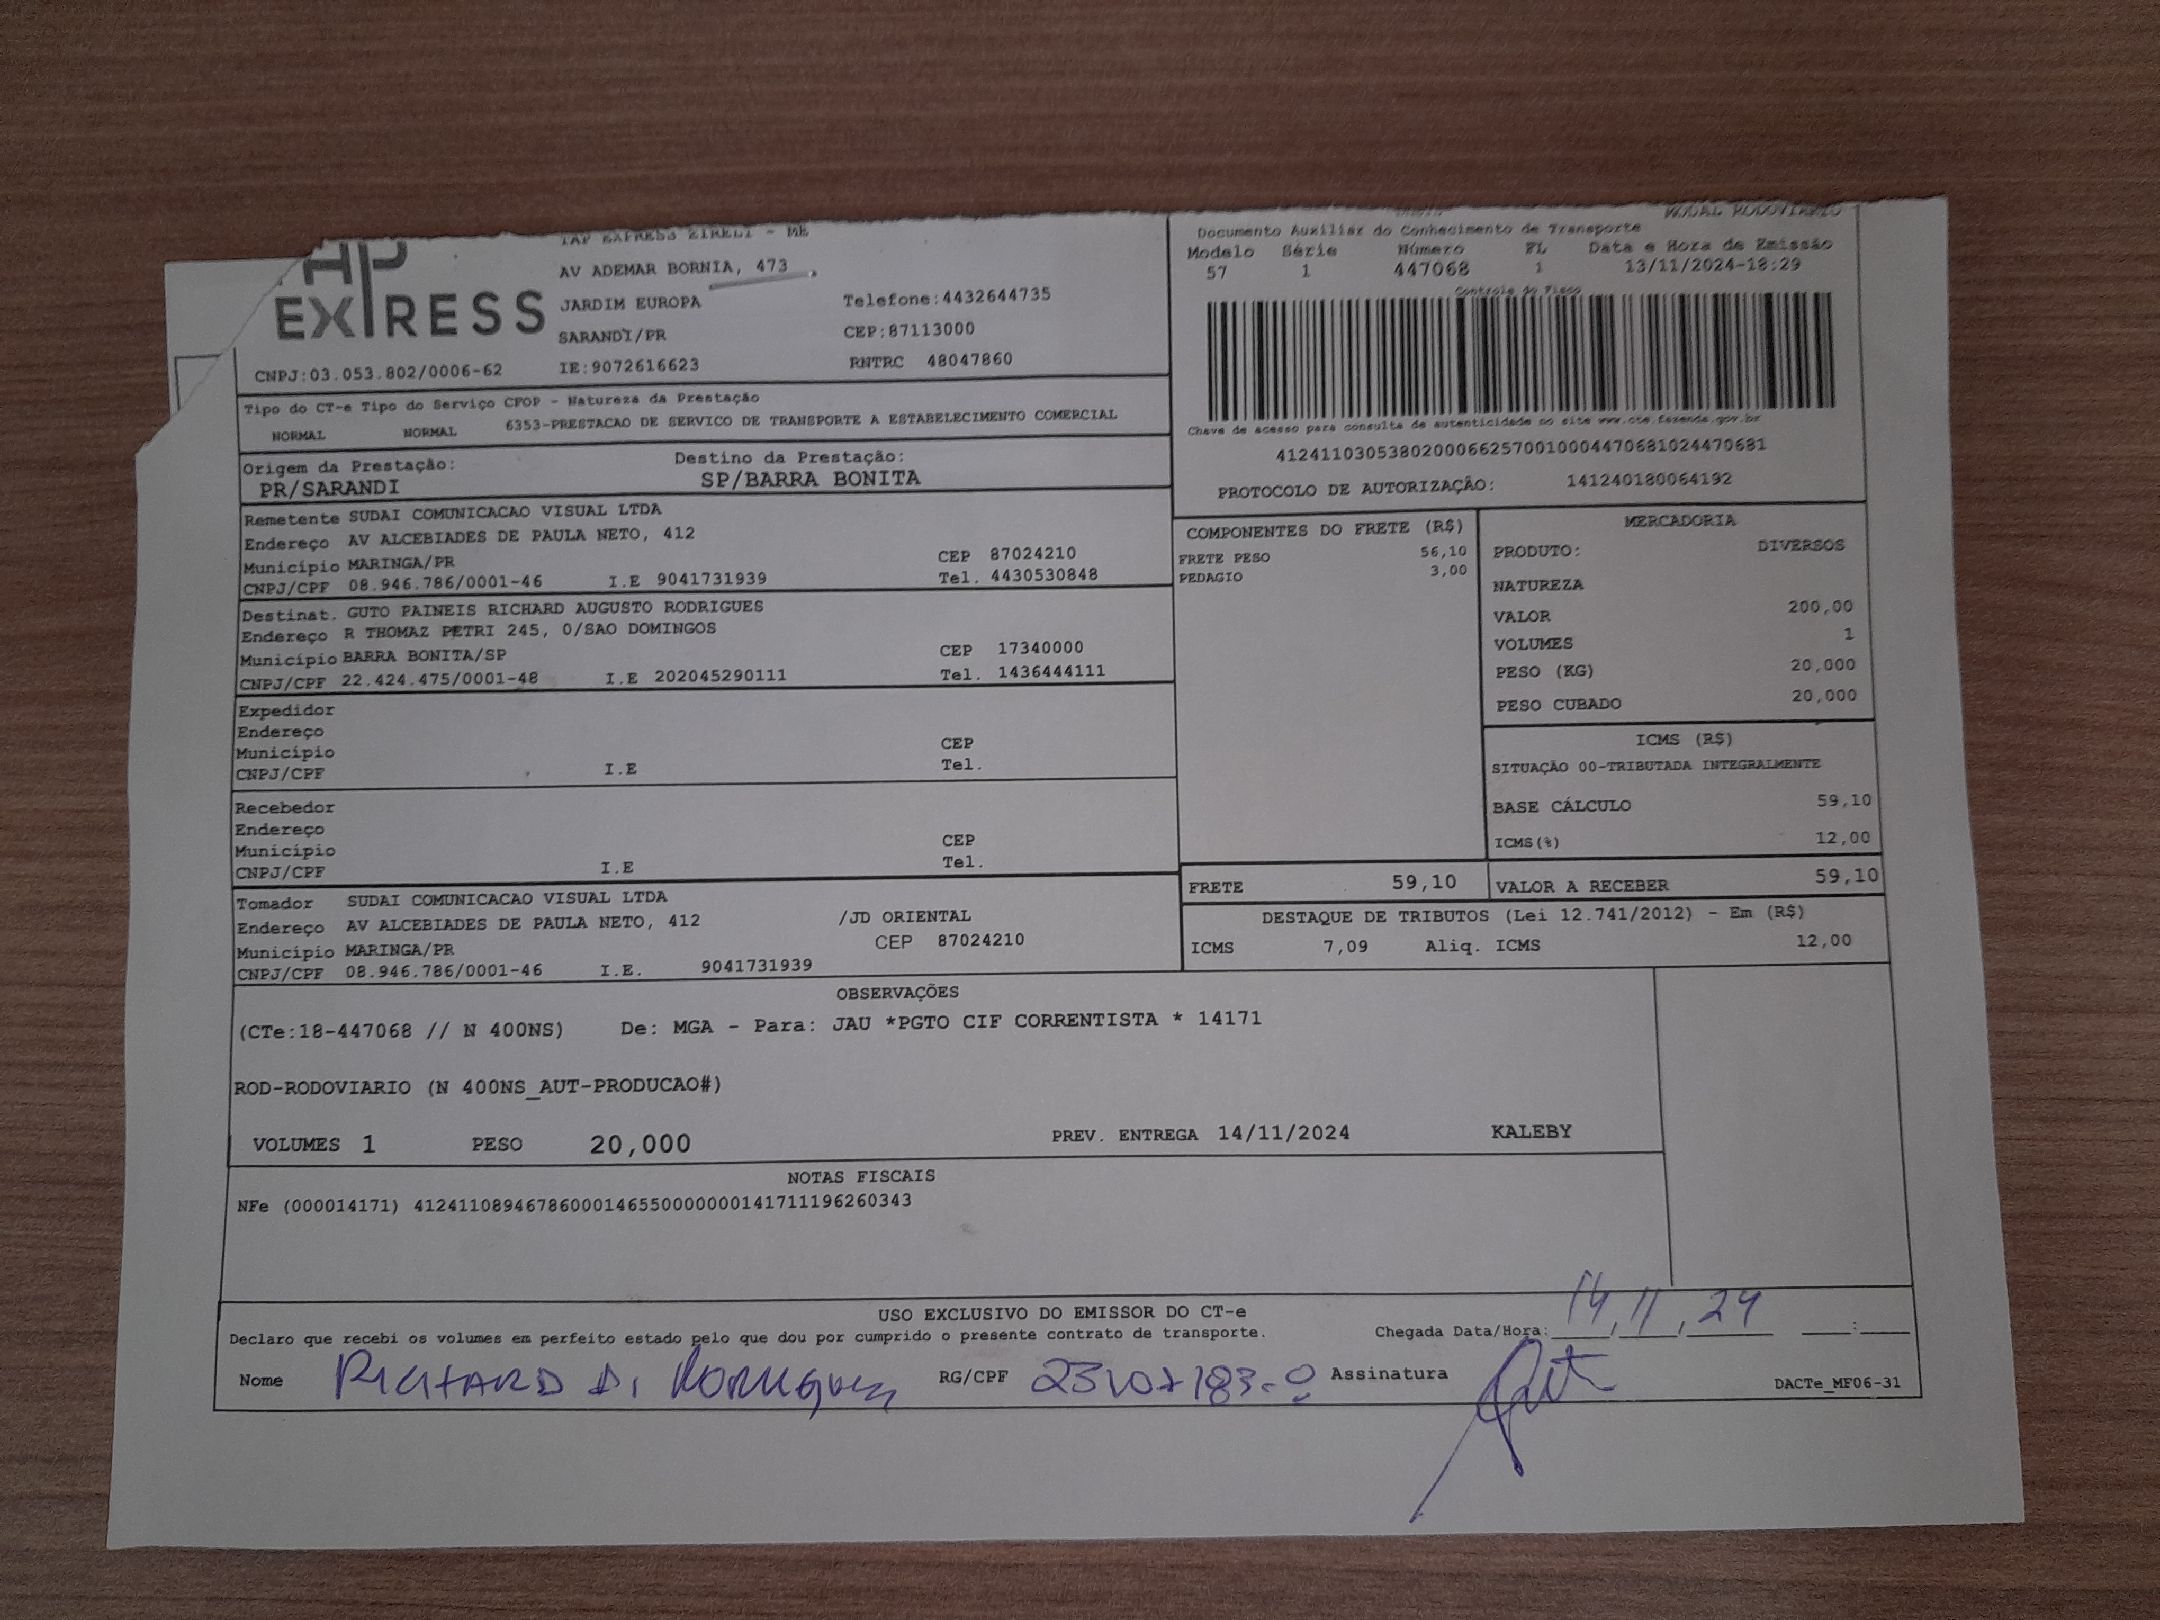 EXPRESS
TAP EXPRESS EIRELI - ME
AV ADEMAR BORNIA, 473
JARDIM EUROPA
Telefone:4432644735
SARANDI/PR
CEP:87113000
CNPJ:03.053.802/0006-62
IE:9072616623
RNTRC 48047860
MODAL RODOVIÁRIO
Documento Auxiliar do Conhecimento de Transporte
Modelo Série Número FL Data e Hora de Emissão
57 1 447068 1 13/11/2024-18:29
Controle do Fisco
Chave de acesso para consulta de autenticidade no site www.cte.fazenda.gov.br
41241103053802000662570010004470681024470681
PROTOCOLO DE AUTORIZAÇÃO: 141240180064192
Tipo do CT-e Tipo do Serviço CFOP - Natureza da Prestação
NORMAL NORMAL 6353-PRESTACAO DE SERVICO DE TRANSPORTE A ESTABELECIMENTO COMERCIAL
Origem da Prestação: Destino da Prestação:
PR/SARANDI SP/BARRA BONITA
Remetente SUDAI COMUNICACAO VISUAL LTDA
Endereço AV ALCEBIADES DE PAULA NETO, 412
Município MARINGA/PR CEP 87024210
CNPJ/CPF 08.946.786/0001-46 I.E 9041731939 Tel. 4430530848
Destinat. GUTO PAINEIS RICHARD AUGUSTO RODRIGUES
Endereço R THOMAZ PETRI 245, 0/SAO DOMINGOS
Município BARRA BONITA/SP CEP 17340000
CNPJ/CPF 22.424.475/0001-48 I.E 202045290111 Tel. 1436444111
Expedidor
Endereço
Município CEP
CNPJ/CPF I.E Tel.
Recebedor
Endereço
Município CEP
CNPJ/CPF I.E Tel.
Tomador SUDAI COMUNICACAO VISUAL LTDA
Endereço AV ALCEBIADES DE PAULA NETO, 412 /JD ORIENTAL
Município MARINGA/PR CEP 87024210
CNPJ/CPF 08.946.786/0001-46 I.E. 9041731939
COMPONENTES DO FRETE (R$)
FRETE PESO 56,10
PEDAGIO 3,00
MERCADORIA
PRODUTO: DIVERSOS
NATUREZA
VALOR 200,00
VOLUMES 1
PESO (KG) 20,000
PESO CUBADO 20,000
ICMS (R$)
SITUAÇÃO 00-TRIBUTADA INTEGRALMENTE
BASE CÁLCULO 59,10
ICMS(%) 12,00
FRETE 59,10 VALOR A RECEBER 59,10
DESTAQUE DE TRIBUTOS (Lei 12.741/2012) - Em (R$)
ICMS 7,09 Aliq. ICMS 12,00
OBSERVAÇÕES
(CTe:18-447068 // N 400NS) De: MGA - Para: JAU *PGTO CIF CORRENTISTA * 14171
ROD-RODOVIARIO (N 400NS_AUT-PRODUCAO#)
VOLUMES 1 PESO 20,000 PREV. ENTREGA 14/11/2024 KALEBY
NOTAS FISCAIS
NFe (000014171) 41241108946786000146550000000141711196260343
USO EXCLUSIVO DO EMISSOR DO CT-e
Declaro que recebi os volumes em perfeito estado pelo que dou por cumprido o presente contrato de transporte. Chegada Data/Hora: 14, 11, 24
Nome RICHARD A. RODRIGUES RG/CPF Assinatura
DACTe_MF06-31